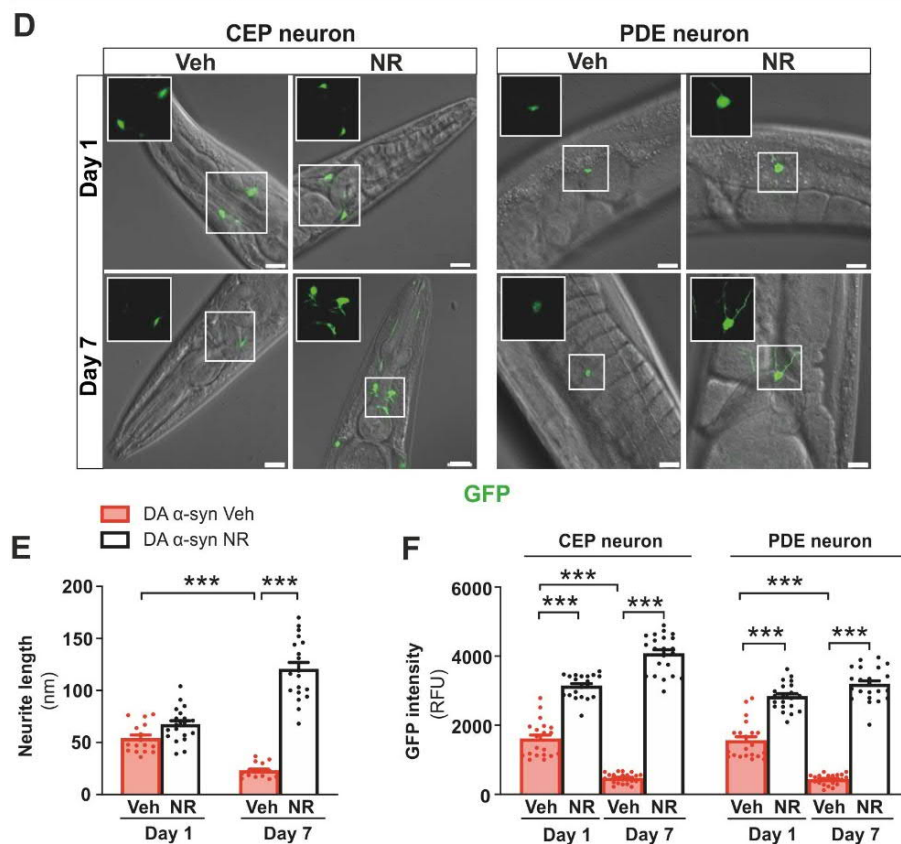 D
CEP neuron
PDE neuron
Veh
NR
Veh
NR
Day 1
Day 7
GFP
DA α-syn Veh
DA α-syn NR
E
Neurite length
(nm)
200
150
100
50
0
***
***
Veh
NR
Veh
NR
Day 1
Day 7
F
CEP neuron
PDE neuron
GFP intensity
(RFU)
6000
4000
2000
0
***
***
***
***
***
***
Veh
NR
Veh
NR
Veh
NR
Veh
NR
Day 1
Day 7
Day 1
Day 7